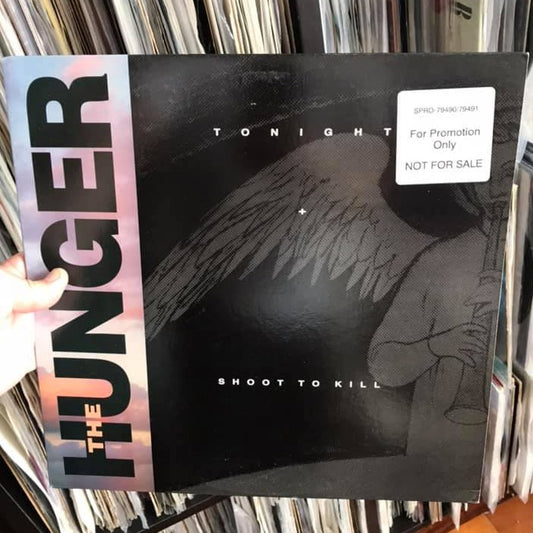 THE HUNGER
TONIGHT
+
SHOOT TO KILL
SPRO-79490/79491
For Promotion
Only
NOT FOR SALE